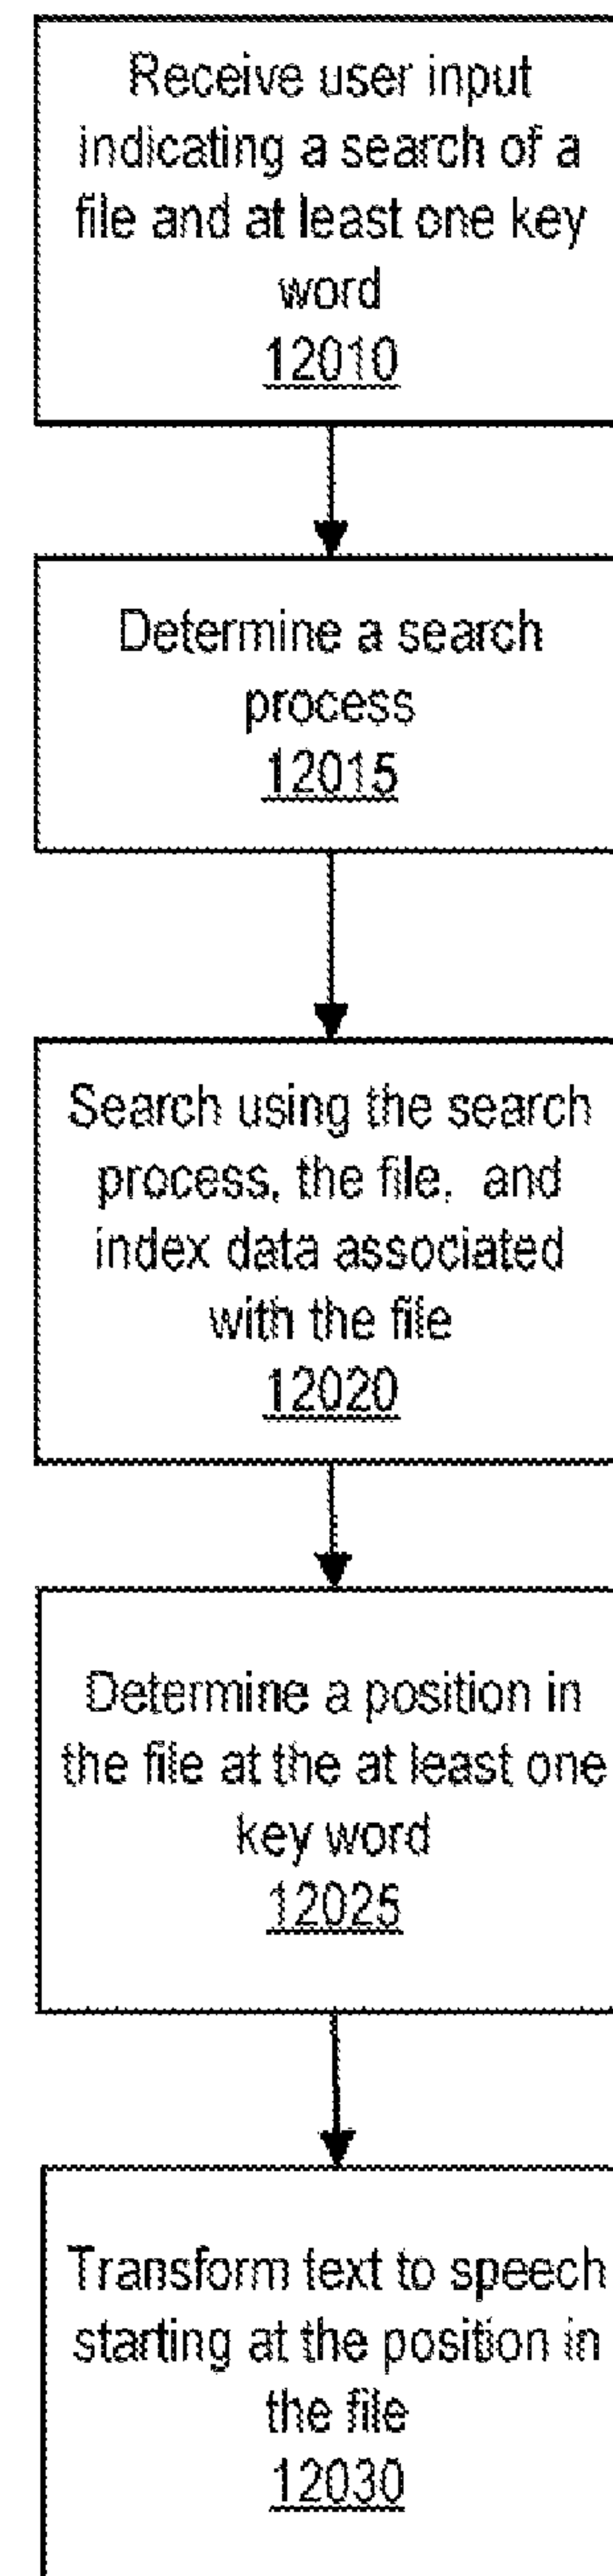 Receive user input
indicating a search of a
file and at least one key
word
12010
Determine a search
process
12015
Search using the search
process, the file, and
index data associated
with the file
12020
Determine a position in
the file at the at least one
key word
12025
Transform text to speech
starting at the position in
the file
12030